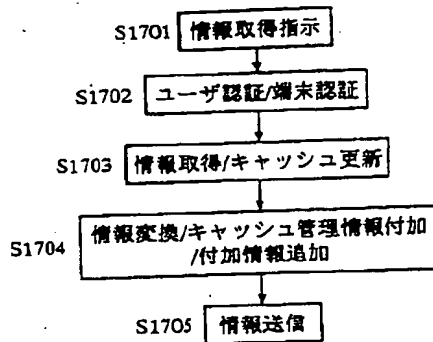 S1701 情報取得指示
S1702 ユーザ認証/端末認証
S1703 情報取得/キャッシュ更新
S1704 情報変換/キャッシュ管理情報付加
/付加情報追加
S1705 情報送信